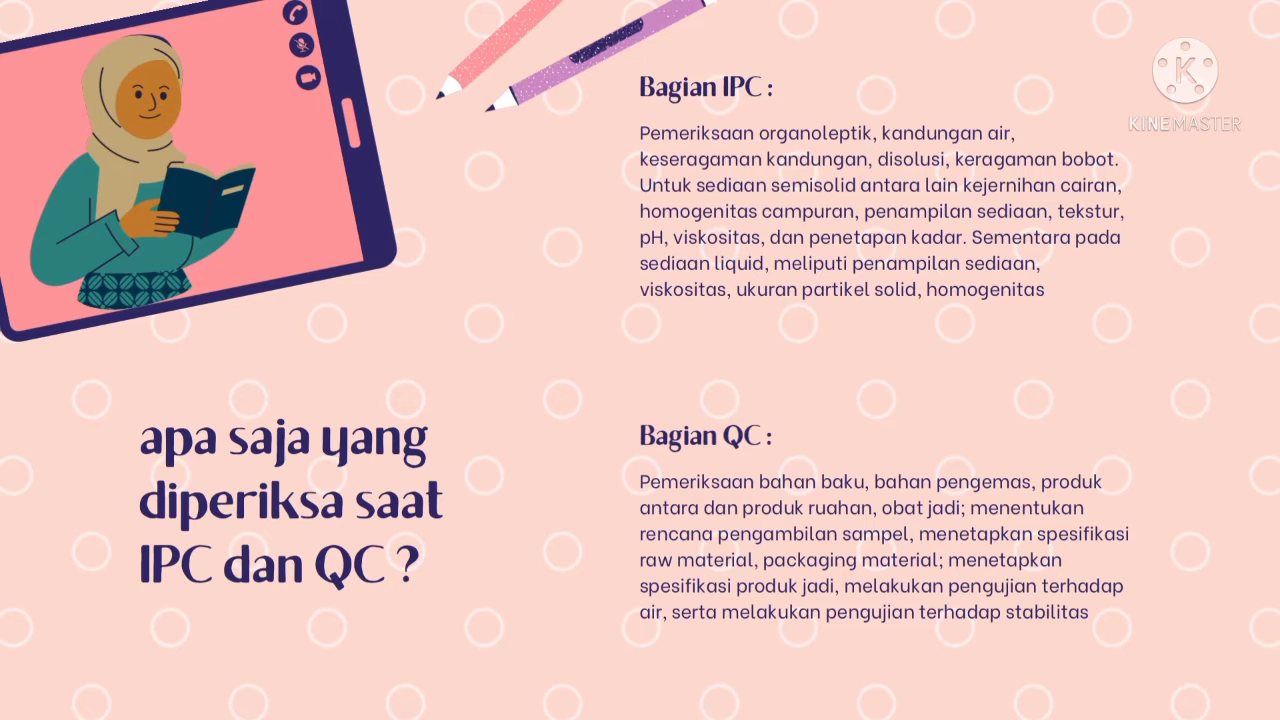 Bagian IPC :
Pemeriksaan organoleptik, kandungan air,
keseragaman kandungan, disolusi, keragaman bobot.
Untuk sediaan semisolid antara lain kejernihan cairan,
homogenitas campuran, penampilan sediaan, tekstur,
pH, viskositas, dan penetapan kadar. Sementara pada
sediaan liquid, meliputi penampilan sediaan,
viskositas, ukuran partikel solid, homogenitas
K
KINEMASTER
apa saja yang
diperiksa saat
IPC dan QC ?
Bagian QC :
Pemeriksaan bahan baku, bahan pengemas, produk
antara dan produk ruahan, obat jadi; menentukan
rencana pengambilan sampel, menetapkan spesifikasi
raw material, packaging material; menetapkan
spesifikasi produk jadi, melakukan pengujian terhadap
air, serta melakukan pengujian terhadap stabilitas